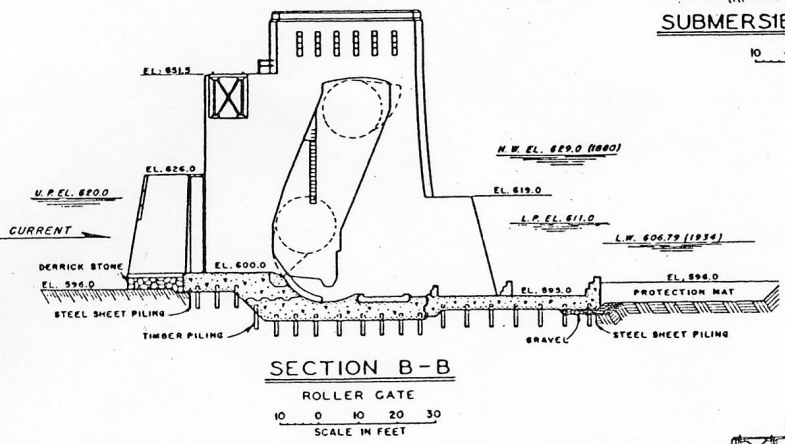 SUBMERSIB
10
EL. 651.5
H.W. EL. 629.0 (1880)
EL. 626.0
U.P. EL. 620.0
EL. 619.0
L.P. EL. 611.0
CURRENT
L.W. 606.79 (1934)
DERRICK STONE
EL. 600.0
EL. 596.0
EL. 595.0
EL. 596.0
PROTECTION MAT
STEEL SHEET PILING
TIMBER PILING
GRAVEL
STEEL SHEET PILING
SECTION B-B
ROLLER GATE
10 0 10 20 30
SCALE IN FEET